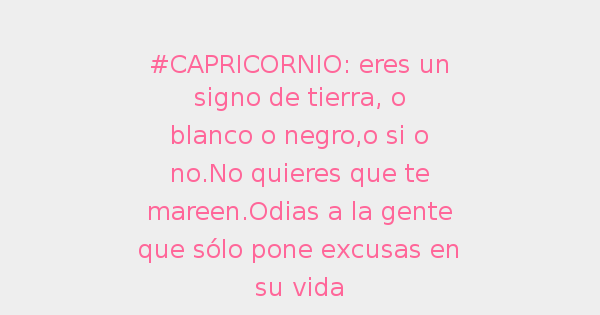 #CAPRICORNIO: eres un
signo de tierra, o
blanco o negro,o si o
no.No quieres que te
mareen.Odias a la gente
que sólo pone excusas en
su vida